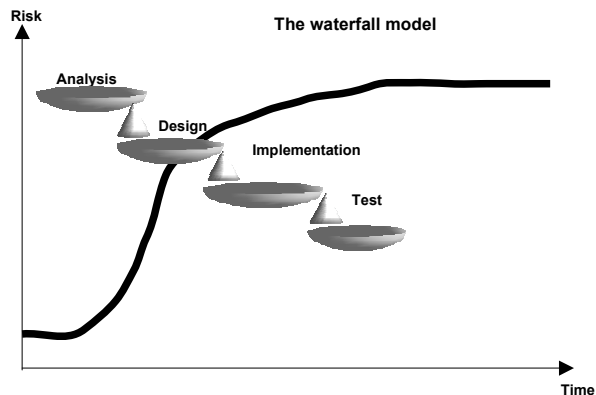 Risk
The waterfall model
Analysis
Design
Implementation
Test
Time